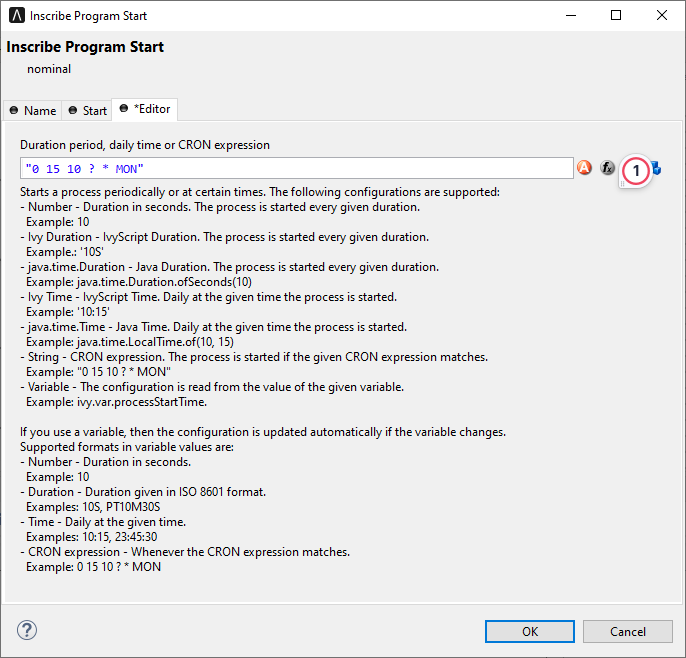 Inscribe Program Start
Inscribe Program Start
nominal
Name
Start
*Editor
Duration period, daily time or CRON expression
"0 15 10 ? * MON"
A
fx
1
Starts a process periodically or at certain times. The following configurations are supported:
- Number - Duration in seconds. The process is started every given duration.
Example: 10
- Ivy Duration - IvyScript Duration. The process is started every given duration.
Example.: '10S'
- java.time.Duration - Java Duration. The process is started every given duration.
Example: java.time.Duration.ofSeconds(10)
- Ivy Time - IvyScript Time. Daily at the given time the process is started.
Example: '10:15'
- java.time.Time - Java Time. Daily at the given time the process is started.
Example: java.time.LocalTime.of(10, 15)
- String - CRON expression. The process is started if the given CRON expression matches.
Example: "0 15 10 ? * MON"
- Variable - The configuration is read from the value of the given variable.
Example: ivy.var.processStartTime.
If you use a variable, then the configuration is updated automatically if the variable changes.
Supported formats in variable values are:
- Number - Duration in seconds.
Example: 10
- Duration - Duration given in ISO 8601 format.
Examples: 10S, PT10M30S
- Time - Daily at the given time.
Examples: 10:15, 23:45:30
- CRON expression - Whenever the CRON expression matches.
Example: 0 15 10 ? * MON
?
OK
Cancel